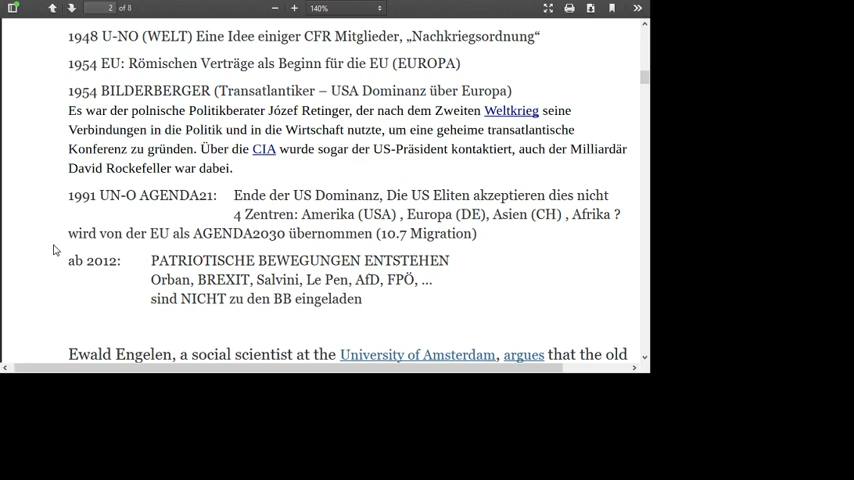 2 of 8
140%
1948 U-NO (WELT) Eine Idee einiger CFR Mitglieder, „Nachkriegsordnung“
1954 EU: Römischen Verträge als Beginn für die EU (EUROPA)
1954 BILDERBERGER (Transatlantiker – USA Dominanz über Europa)
Es war der polnische Politikberater Józef Retinger, der nach dem Zweiten Weltkrieg seine
Verbindungen in die Politik und in die Wirtschaft nutzte, um eine geheime transatlantische
Konferenz zu gründen. Über die CIA wurde sogar der US-Präsident kontaktiert, auch der Milliardär
David Rockefeller war dabei.
1991 UN-O AGENDA21: Ende der US Dominanz, Die US Eliten akzeptieren dies nicht
4 Zentren: Amerika (USA) , Europa (DE), Asien (CH) , Afrika ?
wird von der EU als AGENDA2030 übernommen (10.7 Migration)
ab 2012: PATRIOTISCHE BEWEGUNGEN ENTSTEHEN
Orban, BREXIT, Salvini, Le Pen, AfD, FPÖ, ...
sind NICHT zu den BB eingeladen
Ewald Engelen, a social scientist at the University of Amsterdam, argues that the old